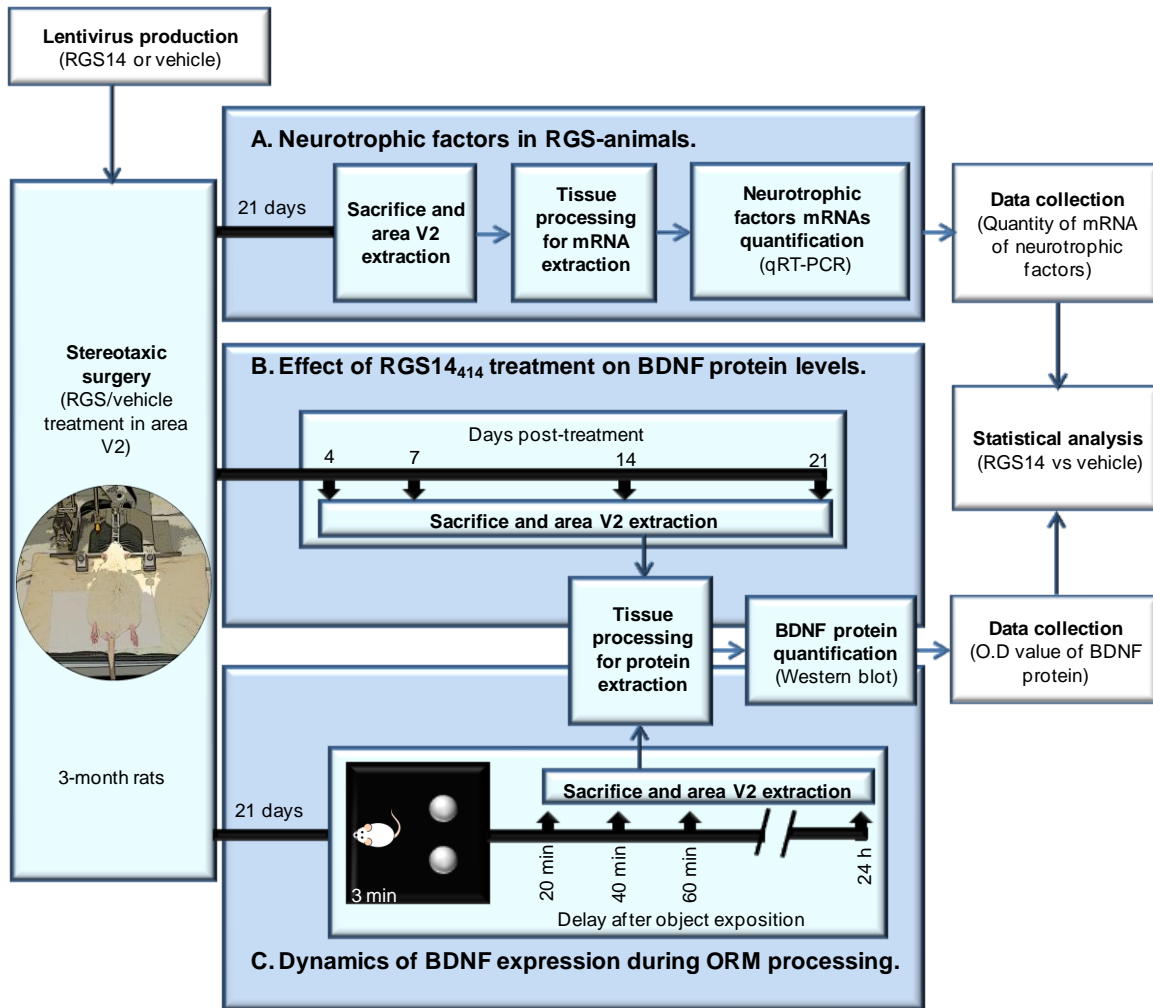 Lentivirus production
(RGS14 or vehicle)
A. Neurotrophic factors in RGS-animals.
21 days
Sacrifice and
area V2
extraction
Tissue
processing
for mRNA
extraction
Neurotrophic
factors mRNAs
quantification
(qRT-PCR)
Data collection
(Quantity of mRNA
of neurotrophic
factors)
Stereotaxic
surgery
(RGS/vehicle
treatment in area
V2)
3-month rats
B. Effect of RGS14₄₁₄ treatment on BDNF protein levels.
Days post-treatment
4 7 14 21
Sacrifice and area V2 extraction
Tissue
processing
for protein
extraction
BDNF protein
quantification
(Western blot)
Statistical analysis
(RGS14 vs vehicle)
Data collection
(O.D value of BDNF
protein)
21 days
3 min
Sacrifice and area V2 extraction
20 min
40 min
60 min
24 h
Delay after object exposition
C. Dynamics of BDNF expression during ORM processing.